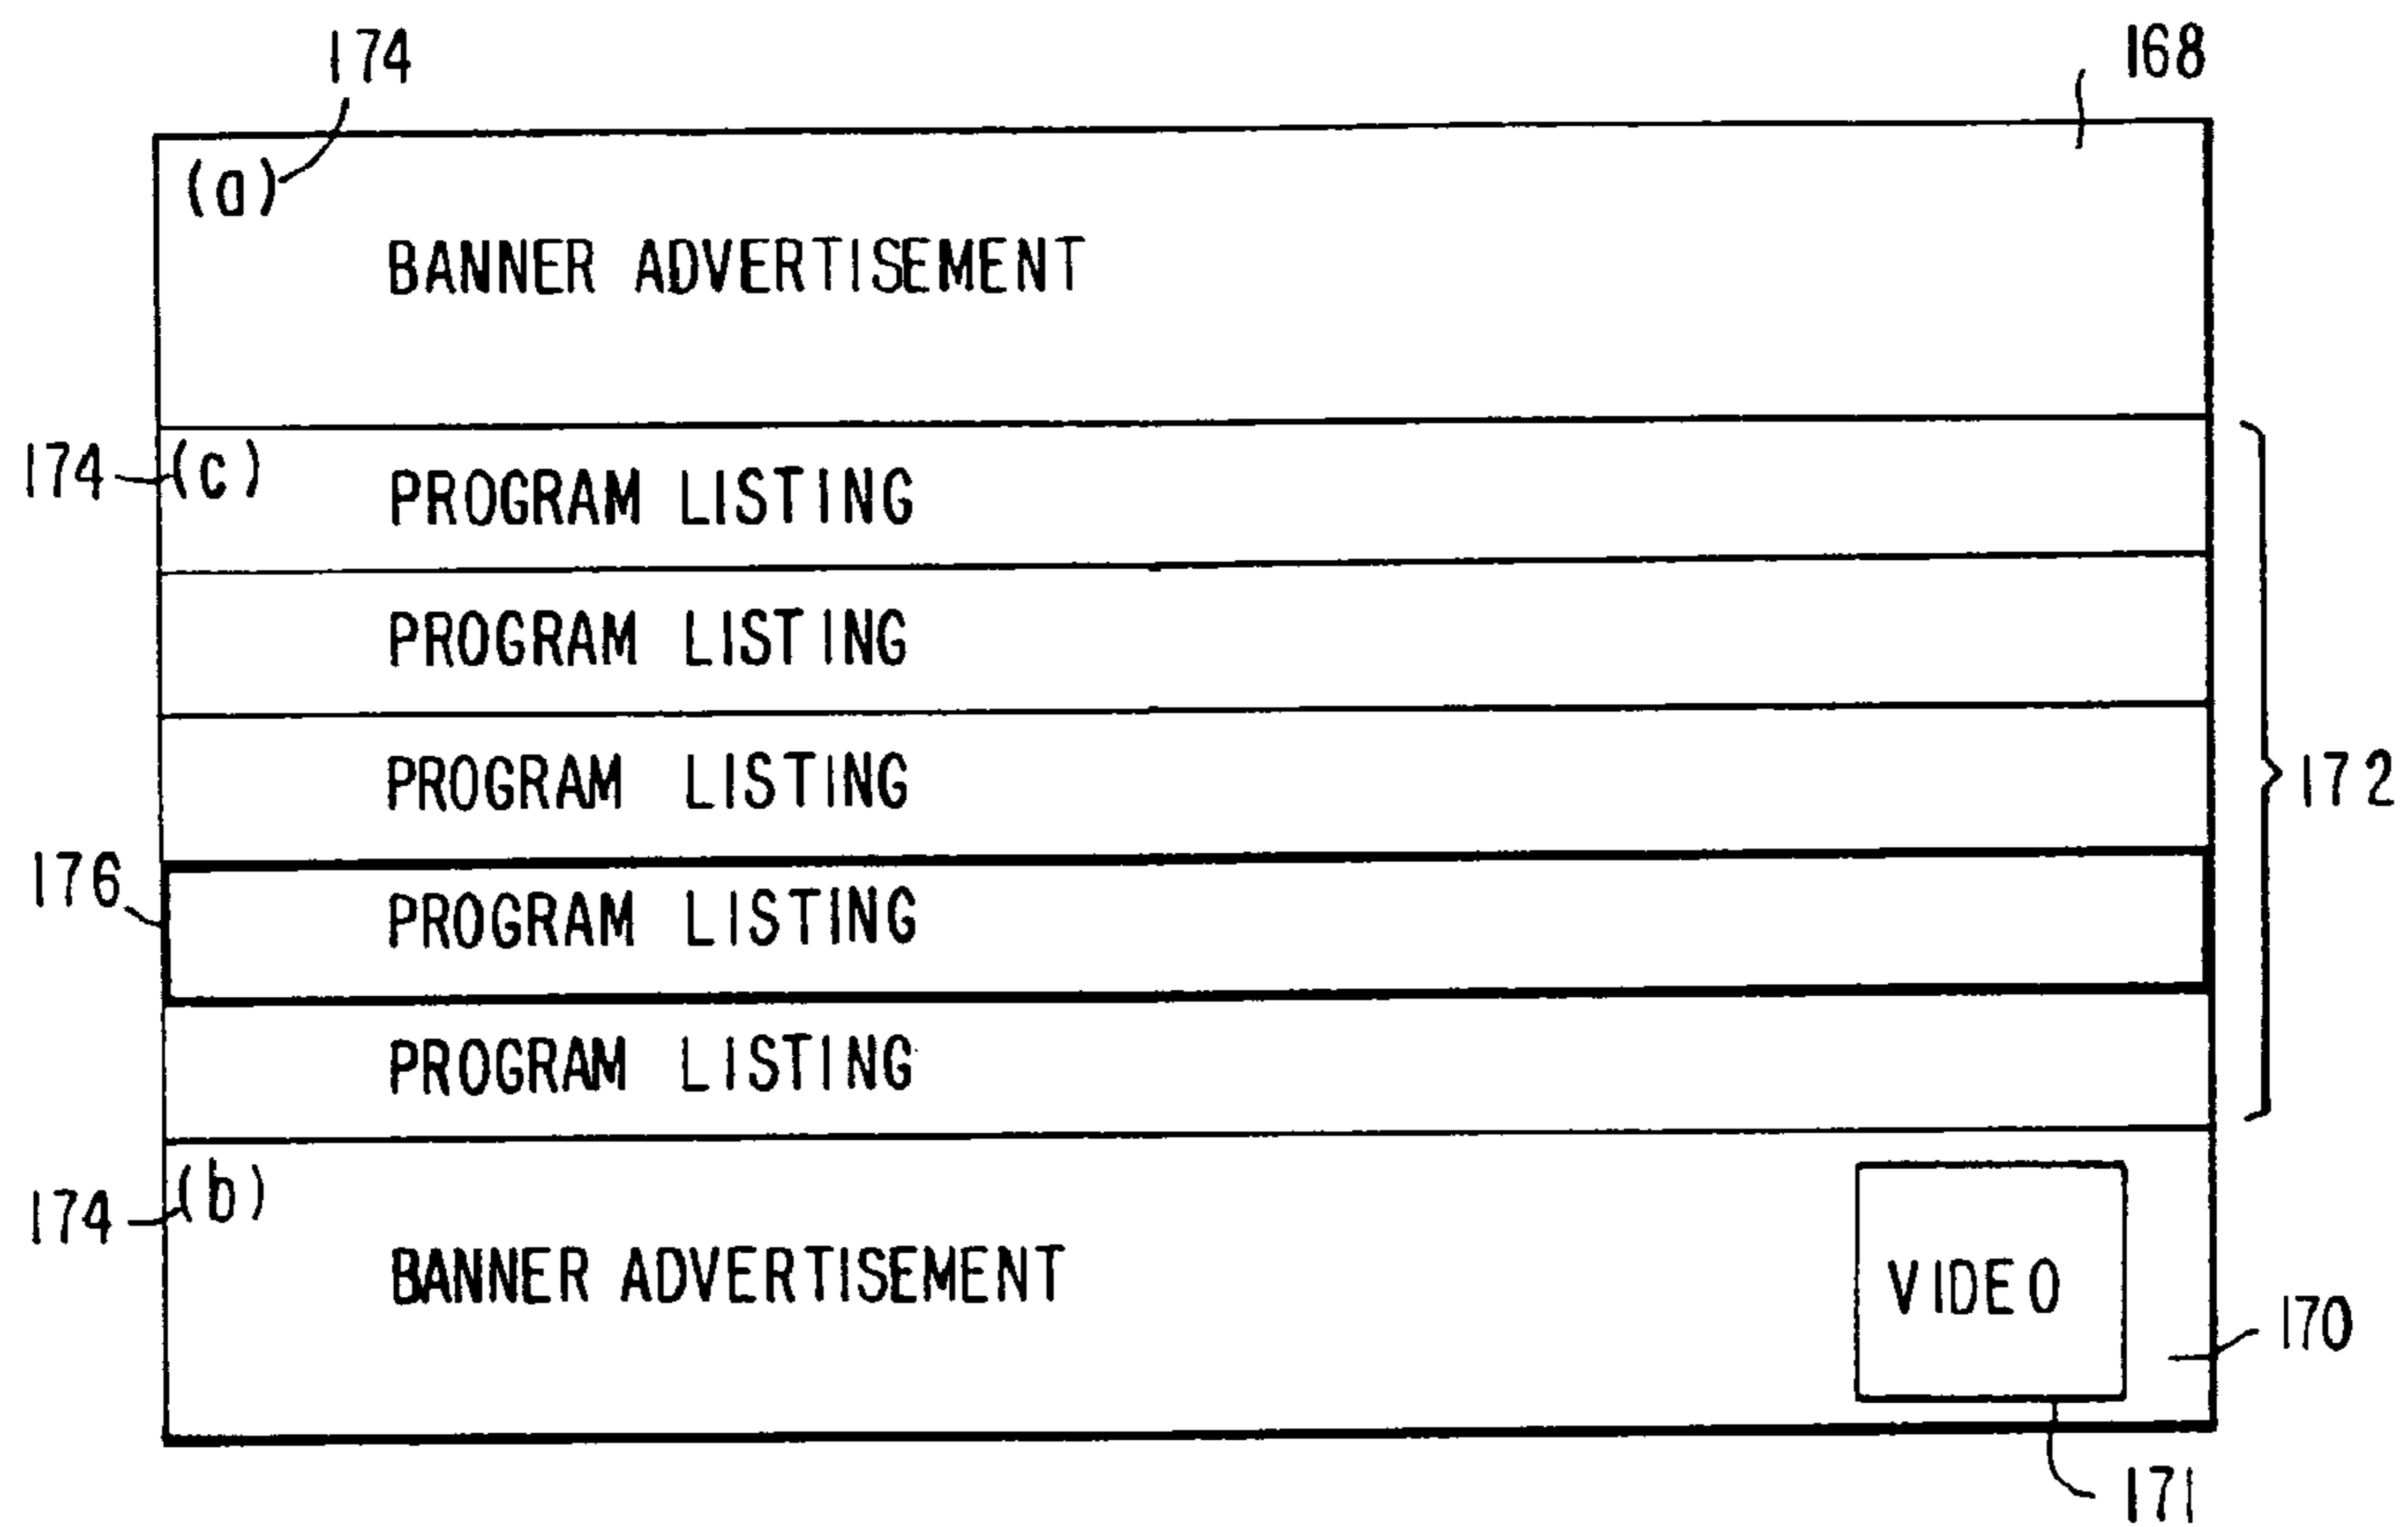 174
168
(a)
BANNER ADVERTISEMENT
174
(c)
PROGRAM LISTING
PROGRAM LISTING
PROGRAM LISTING
172
176
PROGRAM LISTING
PROGRAM LISTING
174
(b)
BANNER ADVERTISEMENT
VIDEO
170
171